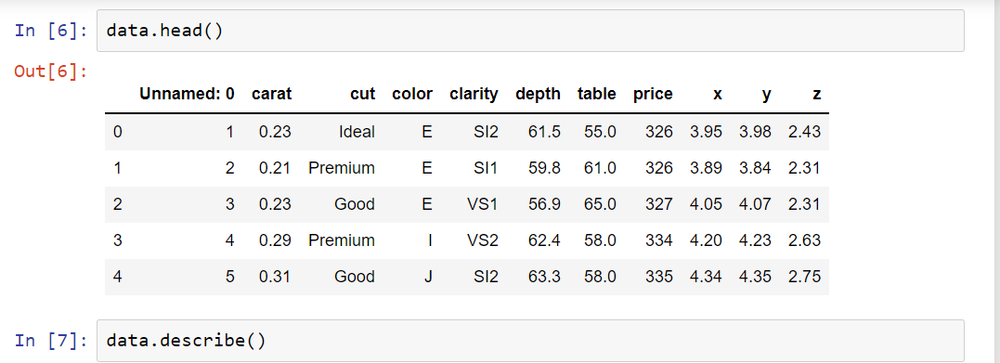 In [6]: data.head()
Out[6]:
Unnamed: 0 carat cut color clarity depth table price x y z
0 1 0.23 Ideal E SI2 61.5 55.0 326 3.95 3.98 2.43
1 2 0.21 Premium E SI1 59.8 61.0 326 3.89 3.84 2.31
2 3 0.23 Good E VS1 56.9 65.0 327 4.05 4.07 2.31
3 4 0.29 Premium I VS2 62.4 58.0 334 4.20 4.23 2.63
4 5 0.31 Good J SI2 63.3 58.0 335 4.34 4.35 2.75
In [7]: data.describe()